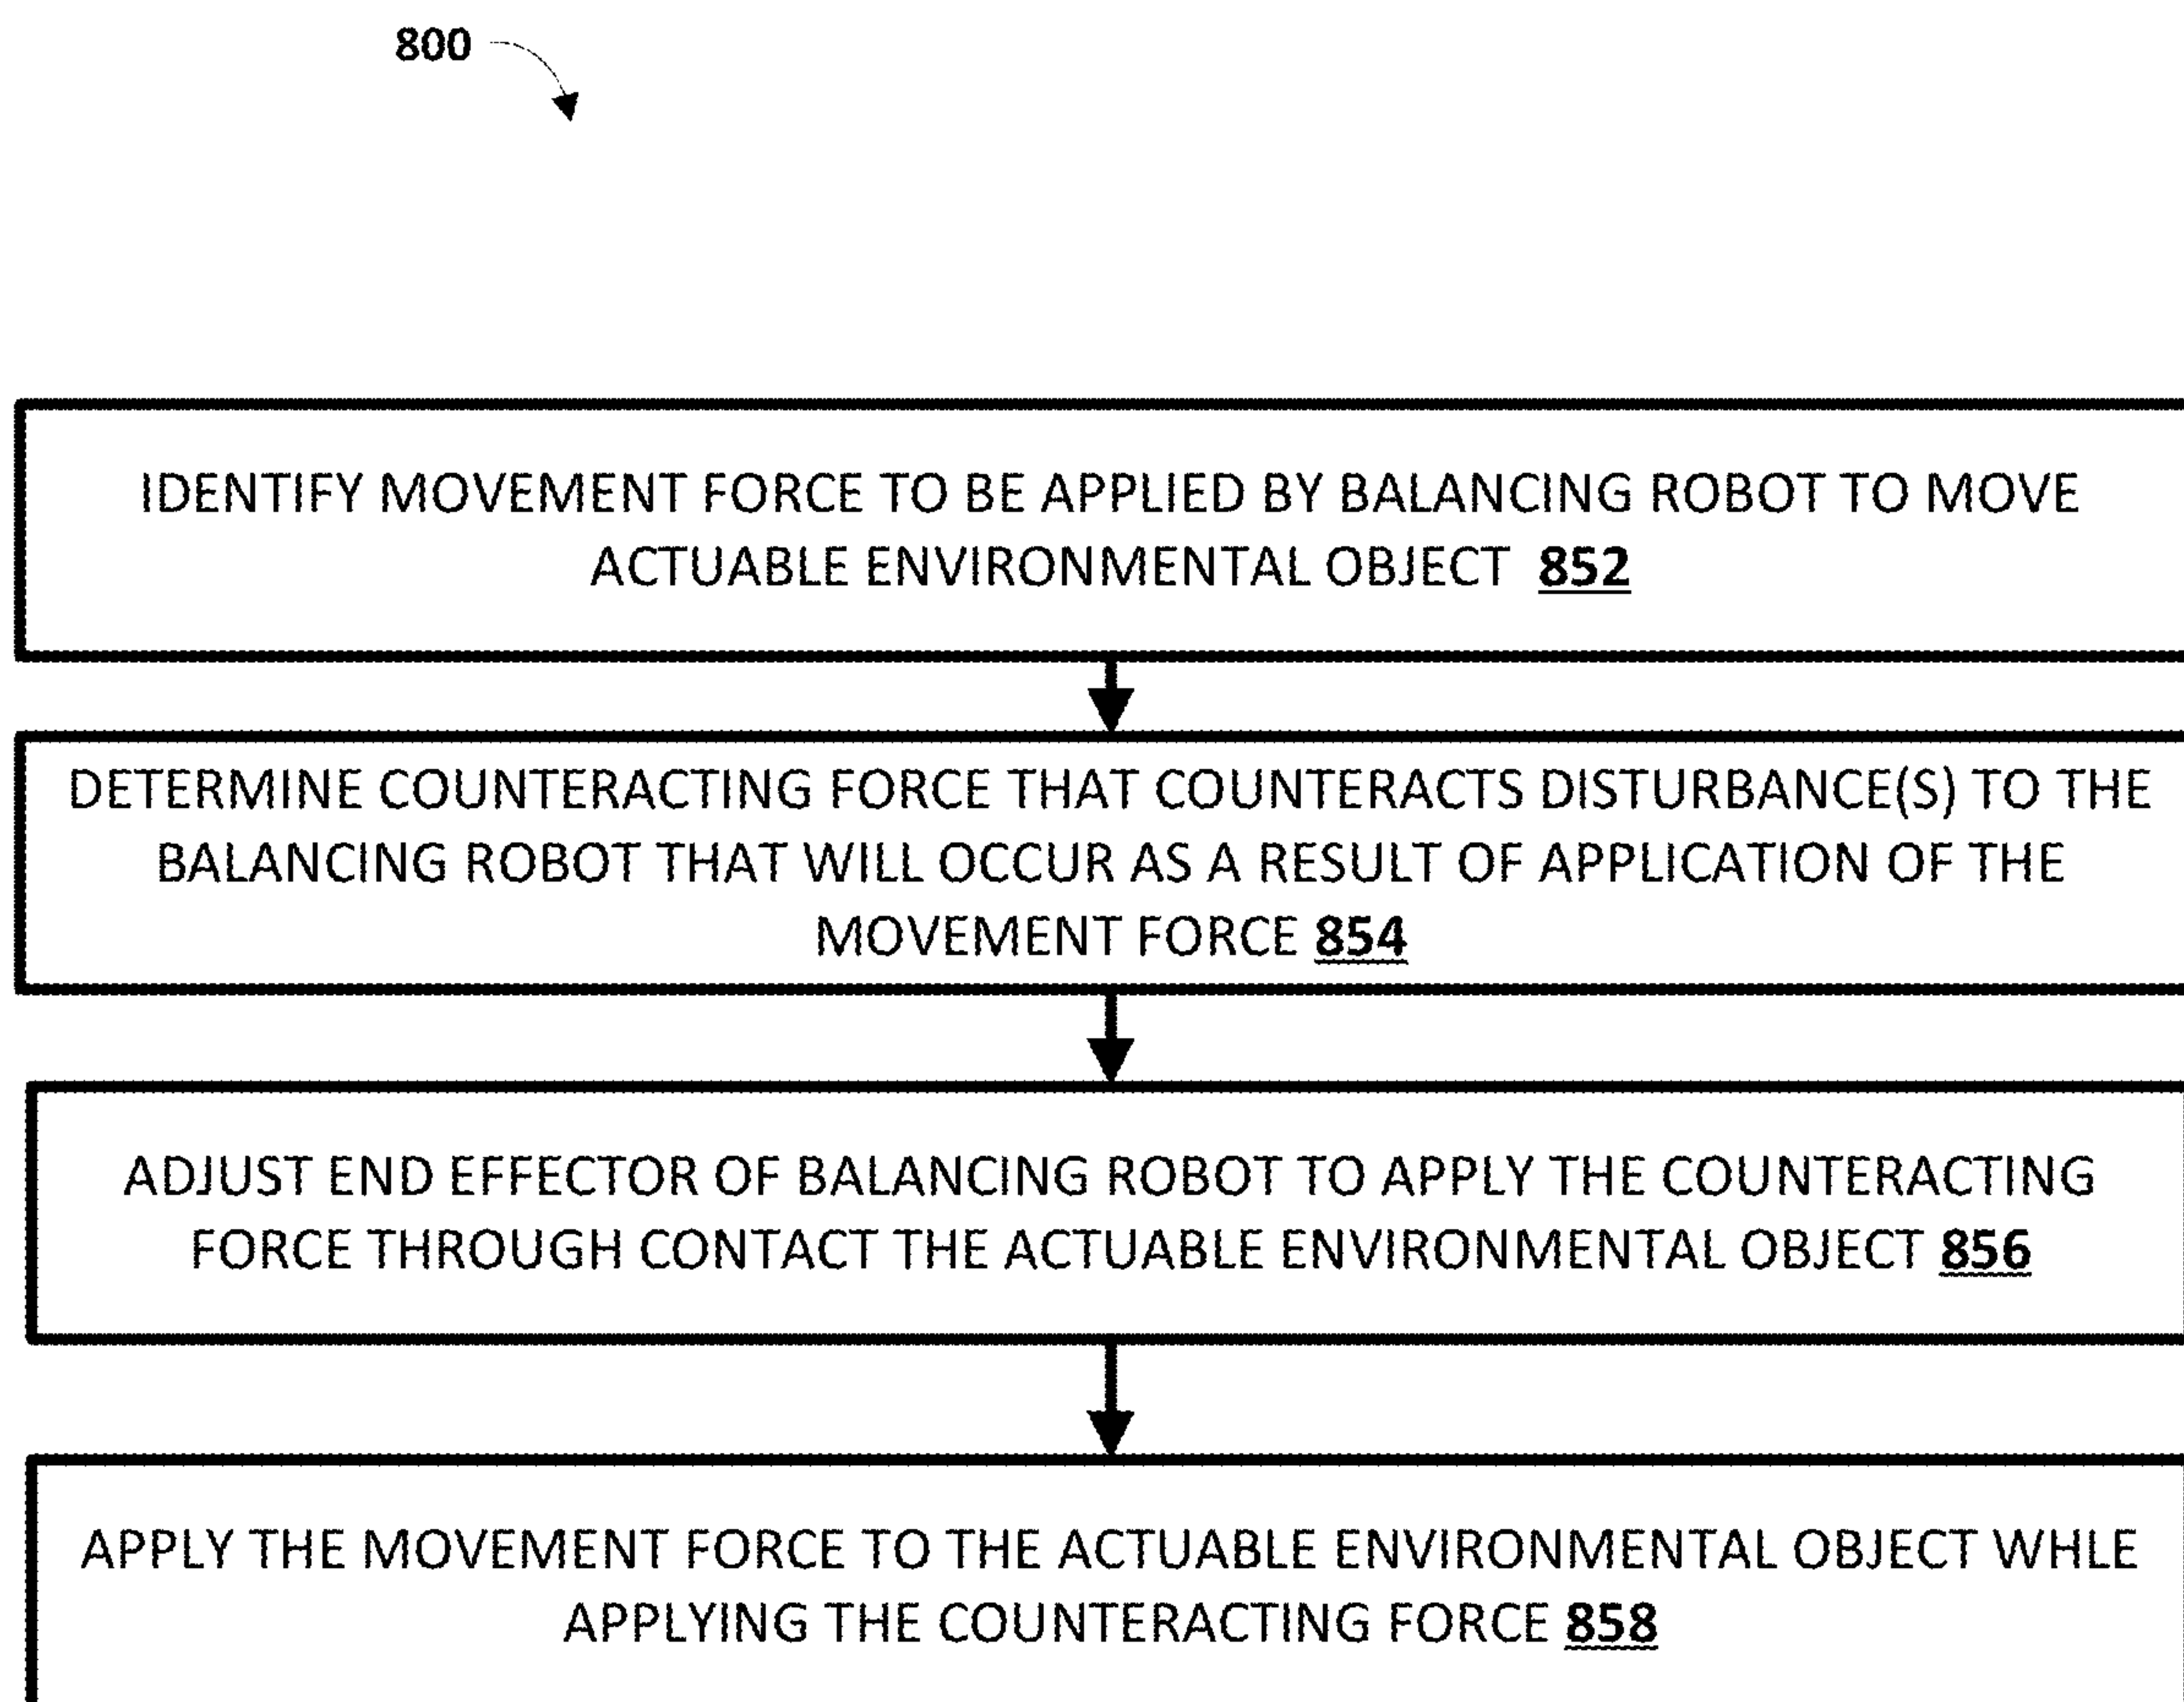 800
IDENTIFY MOVEMENT FORCE TO BE APPLIED BY BALANCING ROBOT TO MOVE
ACTUABLE ENVIRONMENTAL OBJECT 852
DETERMINE COUNTERACTING FORCE THAT COUNTERACTS DISTURBANCE(S) TO THE
BALANCING ROBOT THAT WILL OCCUR AS A RESULT OF APPLICATION OF THE
MOVEMENT FORCE 854
ADJUST END EFFECTOR OF BALANCING ROBOT TO APPLY THE COUNTERACTING
FORCE THROUGH CONTACT THE ACTUABLE ENVIRONMENTAL OBJECT 856
APPLY THE MOVEMENT FORCE TO THE ACTUABLE ENVIRONMENTAL OBJECT WHLE
APPLYING THE COUNTERACTING FORCE 858